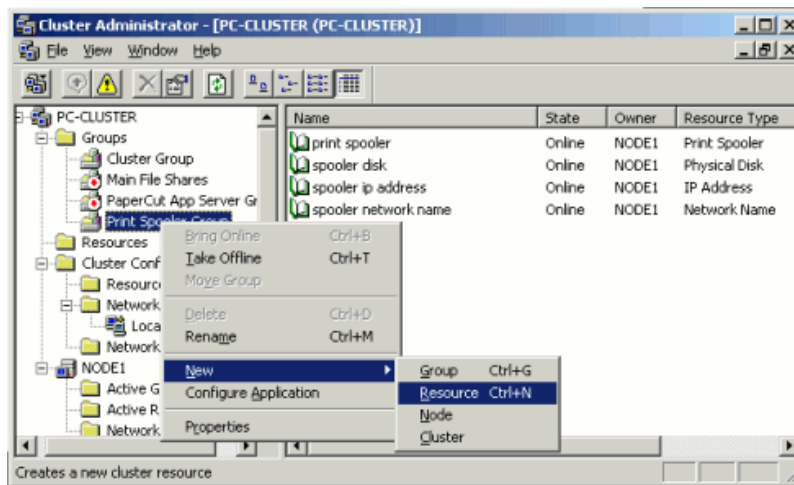 Cluster Administrator - [PC-CLUSTER (PC-CLUSTER)]
File View Window Help
PC-CLUSTER
Groups
Cluster Group
Main File Shares
PaperCut App Server Gr
Print Spooler Group
Resources
Cluster Conf
Resourc
Network
Loca
Network
NODE1
Active G
Active R
Network
Name State Owner Resource Type
print spooler Online NODE1 Print Spooler
spooler disk Online NODE1 Physical Disk
spooler ip address Online NODE1 IP Address
spooler network name Online NODE1 Network Name
Bring Online Ctrl+B
Take Offline Ctrl+T
Move Group
Delete Ctrl+D
Rename Ctrl+M
New
Configure Application
Properties
Group Ctrl+G
Resource Ctrl+N
Node
Cluster
Creates a new cluster resource